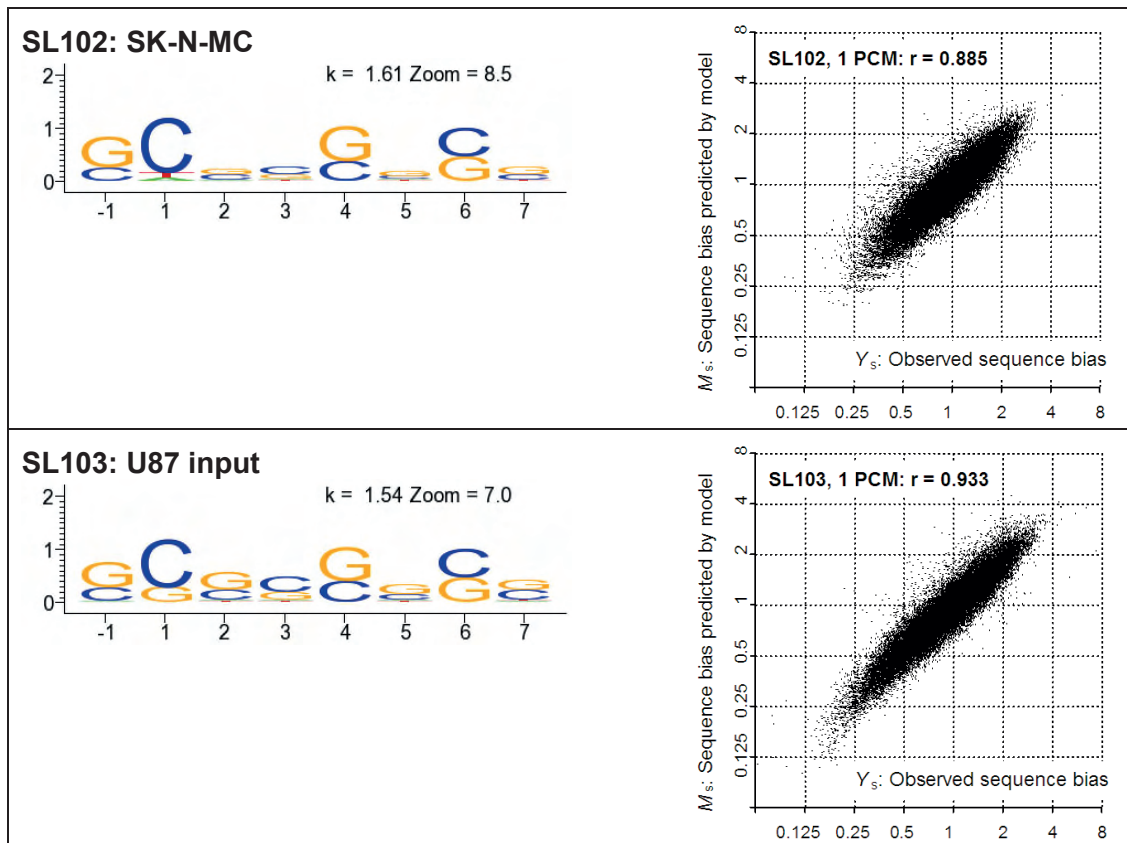 SL102: SK-N-MC
k = 1.61 Zoom = 8.5
2
1
0
G C G C G G C G
C T C G C C G C
A
-1 1 2 3 4 5 6 7
SL102, 1 PCM: r = 0.885
Ms: Sequence bias predicted by model
8
4
2
1
0.5
0.25
0.125
Ys: Observed sequence bias
0.125 0.25 0.5 1 2 4 8
SL103: U87 input
k = 1.54 Zoom = 7.0
2
1
0
G C G C G G C G
C G C G C C G C
-1 1 2 3 4 5 6 7
SL103, 1 PCM: r = 0.933
Ms: Sequence bias predicted by model
8
4
2
1
0.5
0.25
0.125
Ys: Observed sequence bias
0.125 0.25 0.5 1 2 4 8